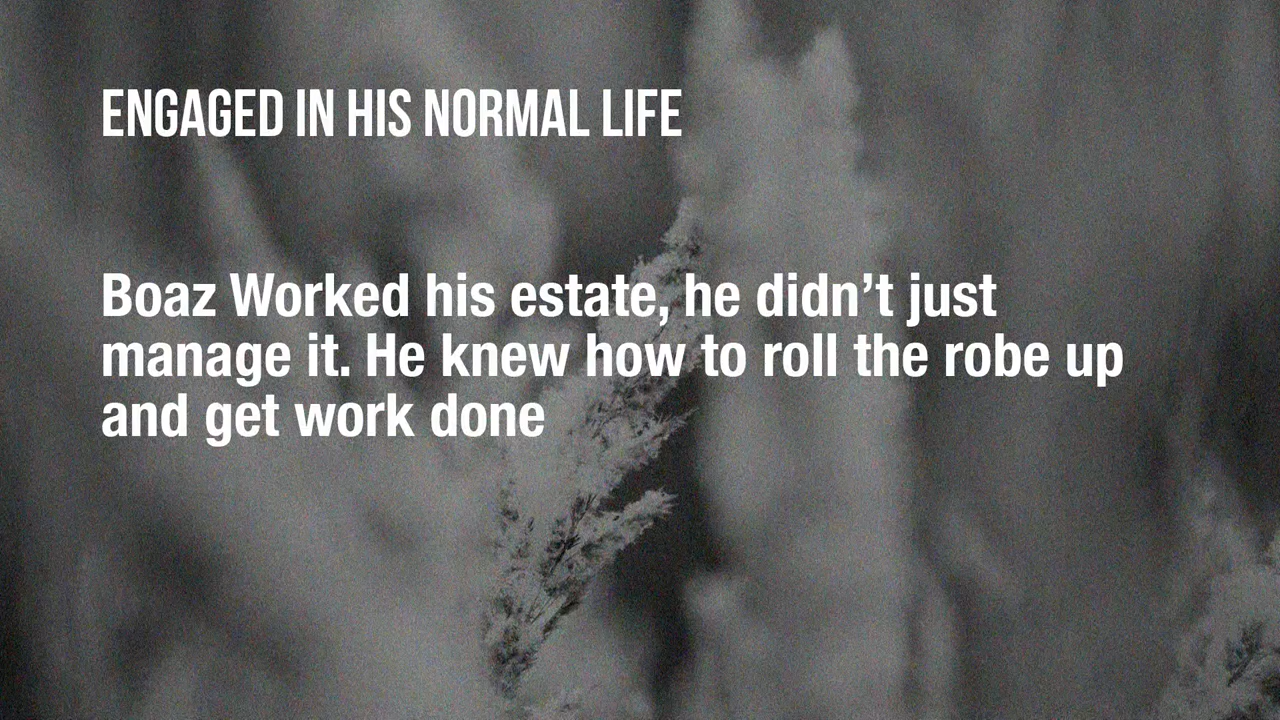 ENGAGED IN HIS NORMAL LIFE
Boaz Worked his estate, he didn’t just
manage it. He knew how to roll the robe up
and get work done